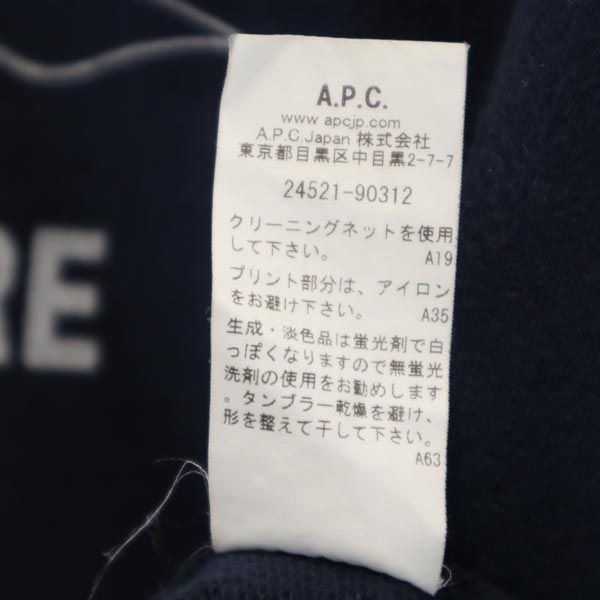 A.P.C.
www.apcjp.com
A.P.C.Japan 株式会社
東京都目黒区中目黒2-7-7
24521-90312
クリーニングネットを使用
して下さい。 A19
プリント部分は、アイロン
をお避け下さい。 A35
生成・淡色品は蛍光剤で白
っぽくなりますので無蛍光
洗剤の使用をお勧めします
。タンブラー乾燥を避け、
形を整えて干して下さい。
A63
RE